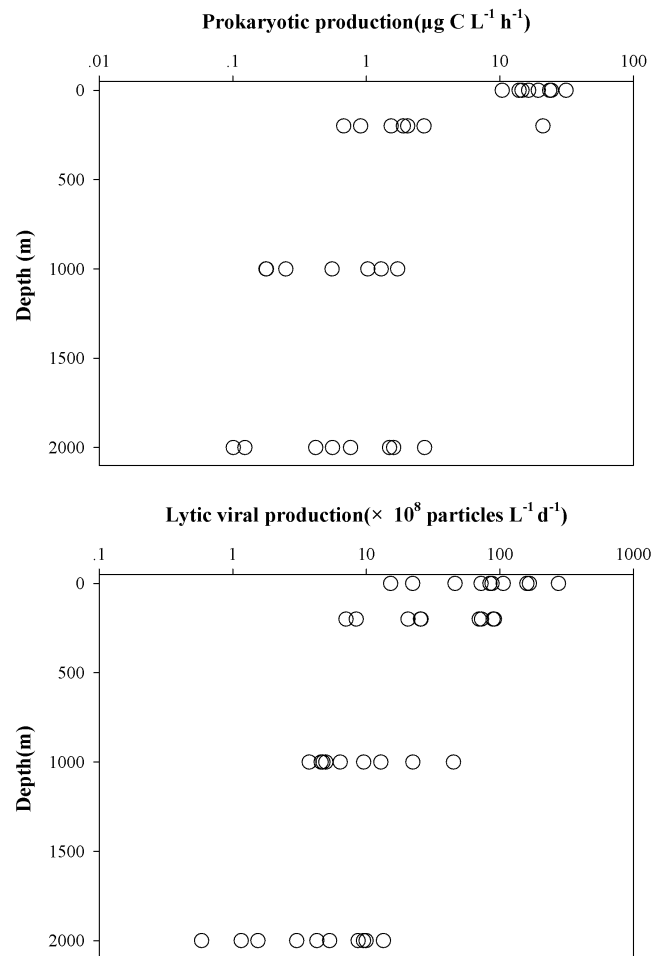 Prokaryotic production(µg C L⁻¹ h⁻¹)
.01 .1 1 10 100
0
500
1000
1500
2000
Depth (m)
Lytic viral production(× 10⁸ particles L⁻¹ d⁻¹)
.1 1 10 100 1000
0
500
1000
1500
2000
Depth(m)